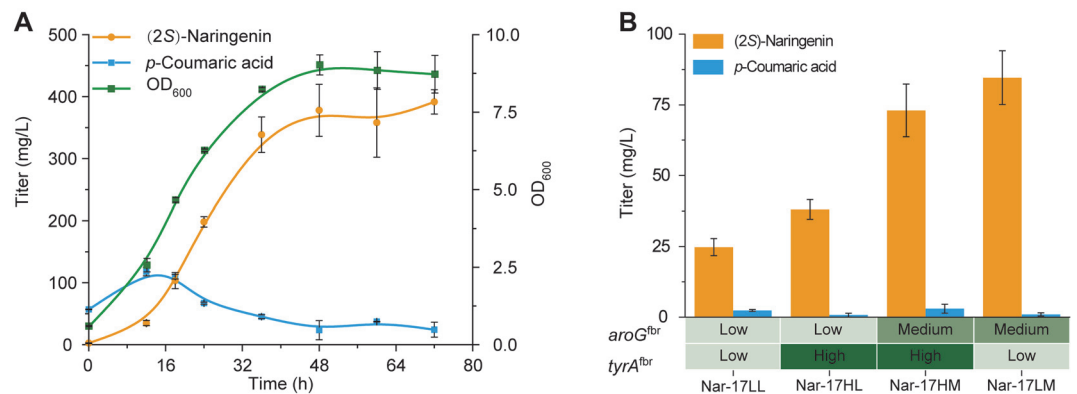 A
(2S)-Naringenin
p-Coumaric acid
OD600
Titer (mg/L)
500
400
300
200
100
0
10.0
7.5
5.0
2.5
0.0
OD600
0 16 32 48 64 80
Time (h)
B
(2S)-Naringenin
p-Coumaric acid
Titer (mg/L)
100
75
50
25
0
aroGfbr Low Low Medium Medium
tyrAfbr Low High High Low
Nar-17LL Nar-17HL Nar-17HM Nar-17LM